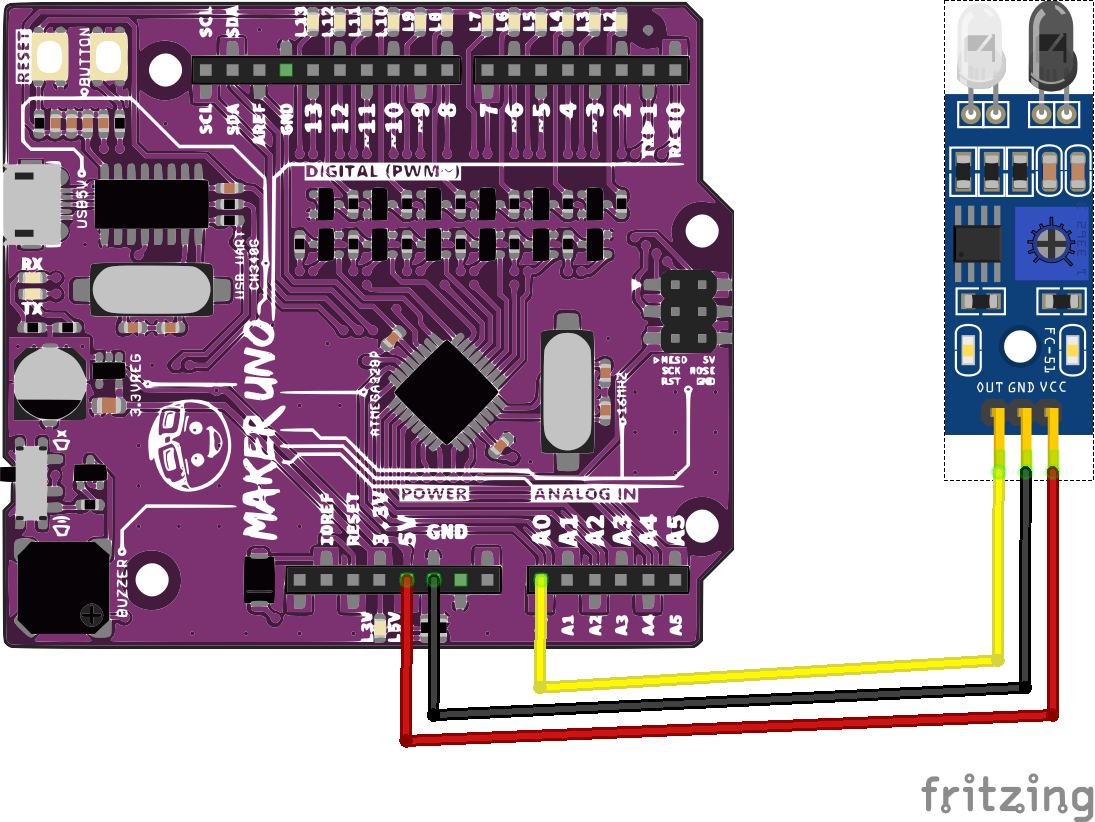 RESET
BUTTON
SCL
SDA
L13
L12
L11
L10
L9
L8
L7
L6
L5
L4
L3
L2
SCL
SDA
AREF
GND
13
12
~11
~10
~9
8
7
~6
~5
4
~3
2
TX▸1
RX◂0
DIGITAL (PWM~)
USB5V
USB UART
CH340G
RX
TX
3.3VREG
MAKER UNO
ATMEGA328P
16MHZ
MISO 5V
SCK MOSI
RST GND
POWER
ANALOG IN
IOREF
RESET
3.3V
5V
GND
A0
A1
A2
A3
A4
A5
BUZZER
L3V
L5V
A1
A2
A3
A4
A5
3362
FC-51
OUT GND VCC
fritzing